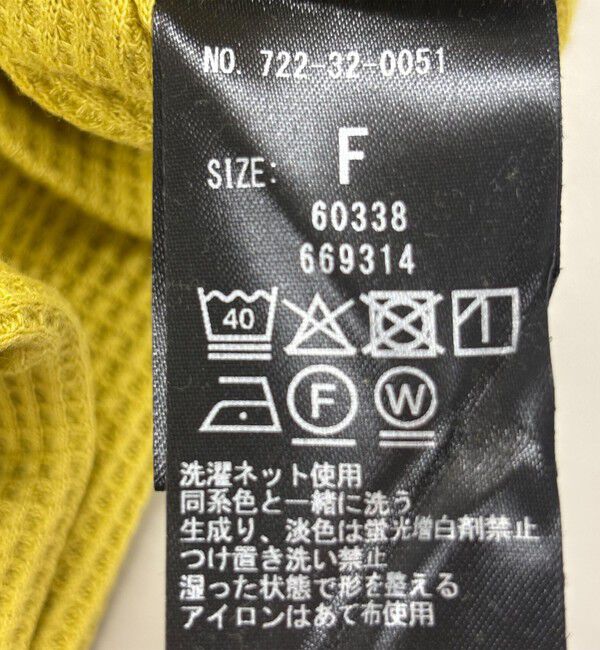 NO. 722-32-0051
SIZE: F
60338
669314
40
F W
洗濯ネット使用
同系色と一緒に洗う
生成り、淡色は蛍光増白剤禁止
つけ置き洗い禁止
湿った状態で形を整える
アイロンはあて布使用